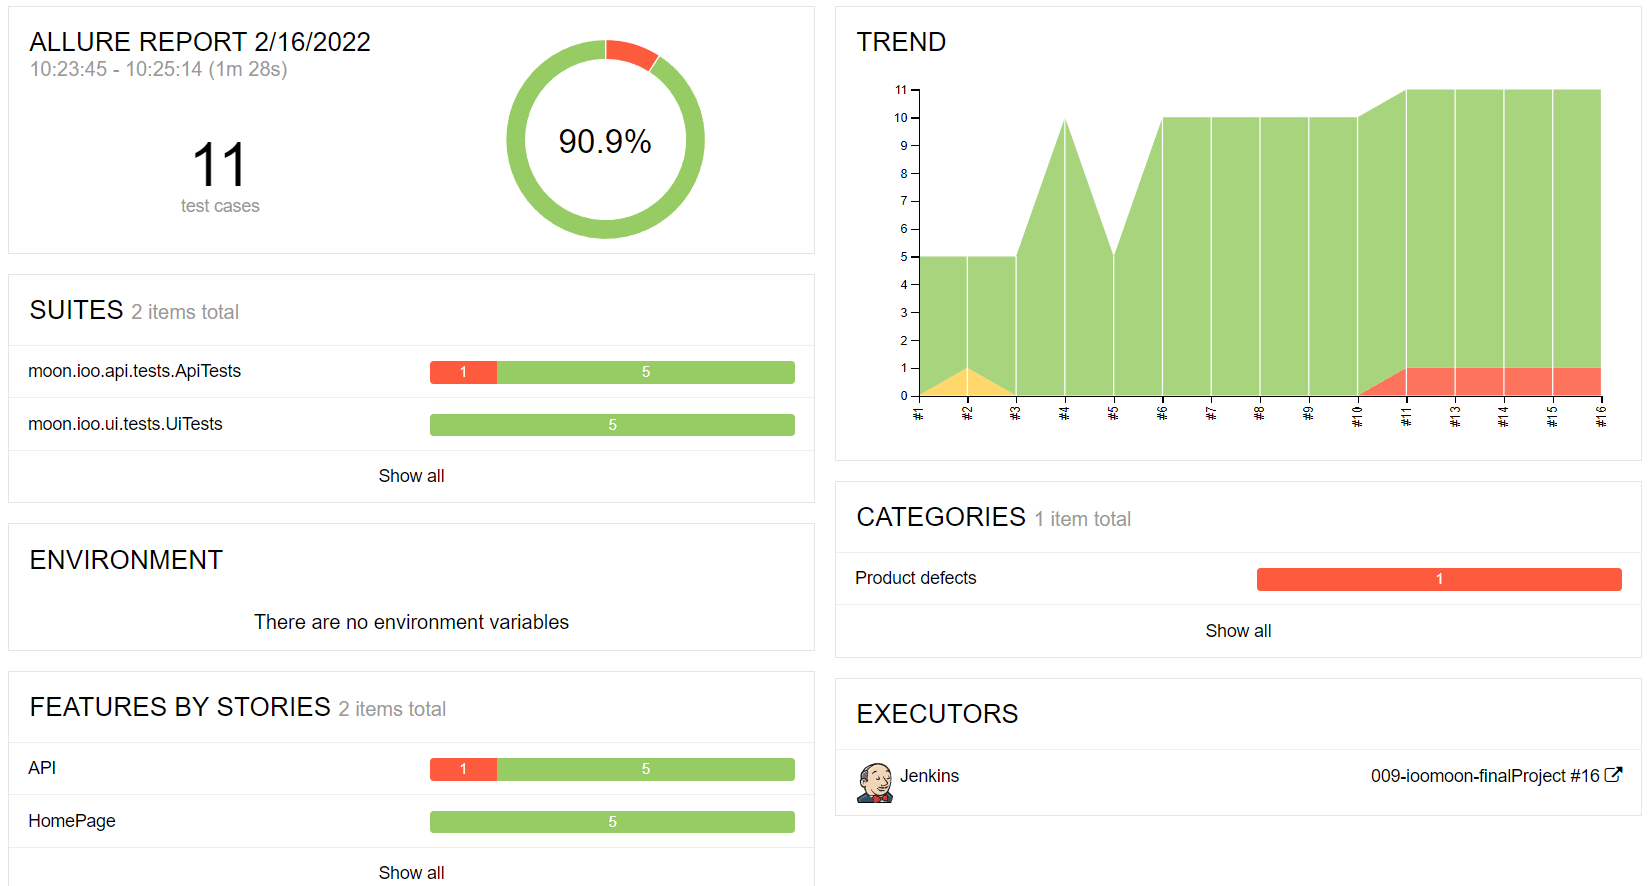 ALLURE REPORT 2/16/2022
10:23:45 - 10:25:14 (1m 28s)
11
test cases
90.9%
SUITES 2 items total
moon.ioo.api.tests.ApiTests 1 5
moon.ioo.ui.tests.UiTests 5
Show all
ENVIRONMENT
There are no environment variables
FEATURES BY STORIES 2 items total
API 1 5
HomePage 5
Show all
TREND
11
10
9
8
7
6
5
4
3
2
1
0
#1 #2 #3 #4 #5 #6 #7 #8 #9 #10 #11 #13 #14 #15 #16
CATEGORIES 1 item total
Product defects 1
Show all
EXECUTORS
Jenkins 009-ioomoon-finalProject #16